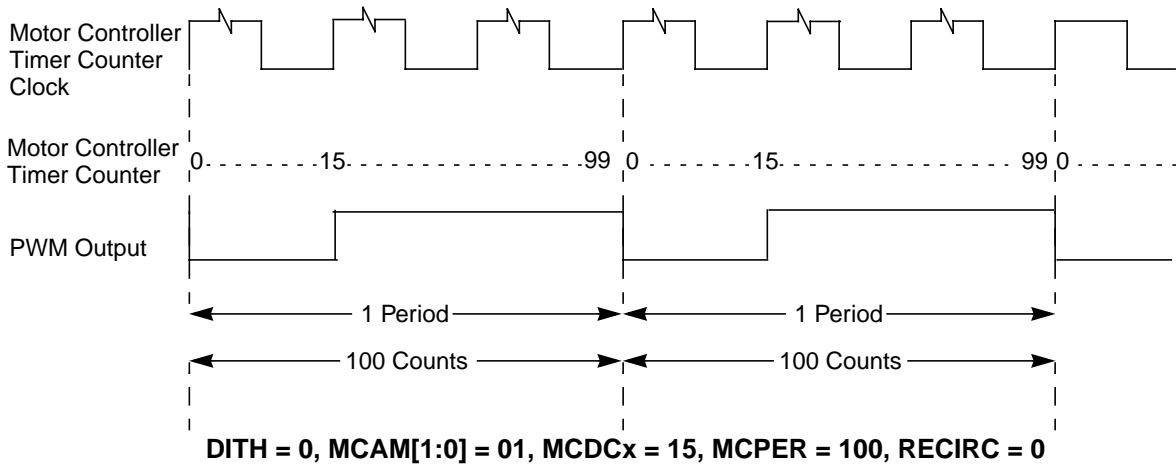 Motor Controller
Timer Counter
Clock
Motor Controller
Timer Counter
0 15 99 0 15 99 0
PWM Output
1 Period 1 Period
100 Counts 100 Counts
DITH = 0, MCAM[1:0] = 01, MCDCx = 15, MCPER = 100, RECIRC = 0